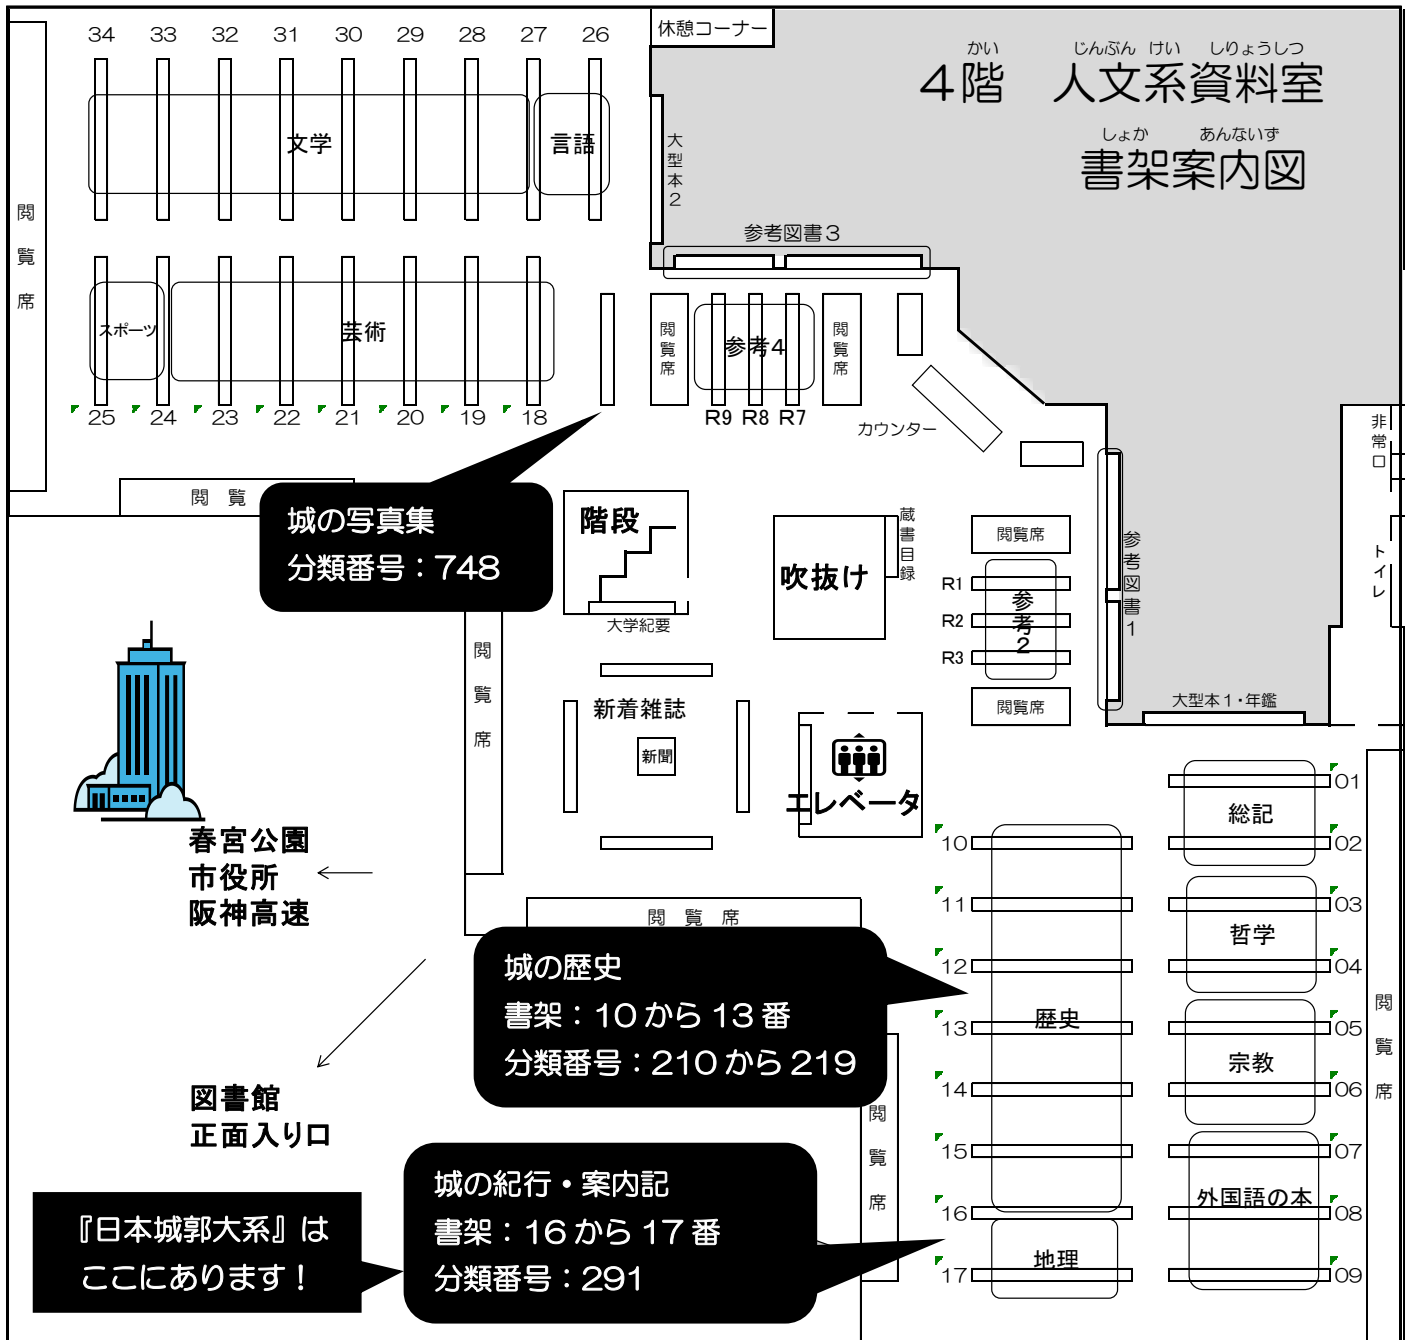 34 33 32 31 30 29 28 27 26
休憩コーナー
かい じんぶん けい しりょうしつ
4階 人文系資料室
しょか あんないず
書架案内図
文学
言語
大型本2
閲覧席
参考図書3
スポーツ
芸術
閲覧席
参考4
閲覧席
25 24 23 22 21 20 19 18
R9 R8 R7
カウンター
非常口
閲 覧
城の写真集
分類番号：748
階段
大学紀要
吹抜け
蔵書目録
閲覧席
R1
R2
R3
参考2
閲覧席
参考図書1
トイレ
大型本1・年鑑
閲覧席
新着雑誌
新聞
エレベータ
春宮公園
市役所
阪神高速
01
総記
02
03
哲学
04
05
宗教
06
07
外国語の本
08
09
閲覧席
10
11
12
13
歴史
14
15
16
地理
17
閲 覧 席
城の歴史
書架：10から13番
分類番号：210から219
閲覧席
図書館
正面入り口
城の紀行・案内記
書架：16から17番
分類番号：291
『日本城郭大系』は
ここにあります！